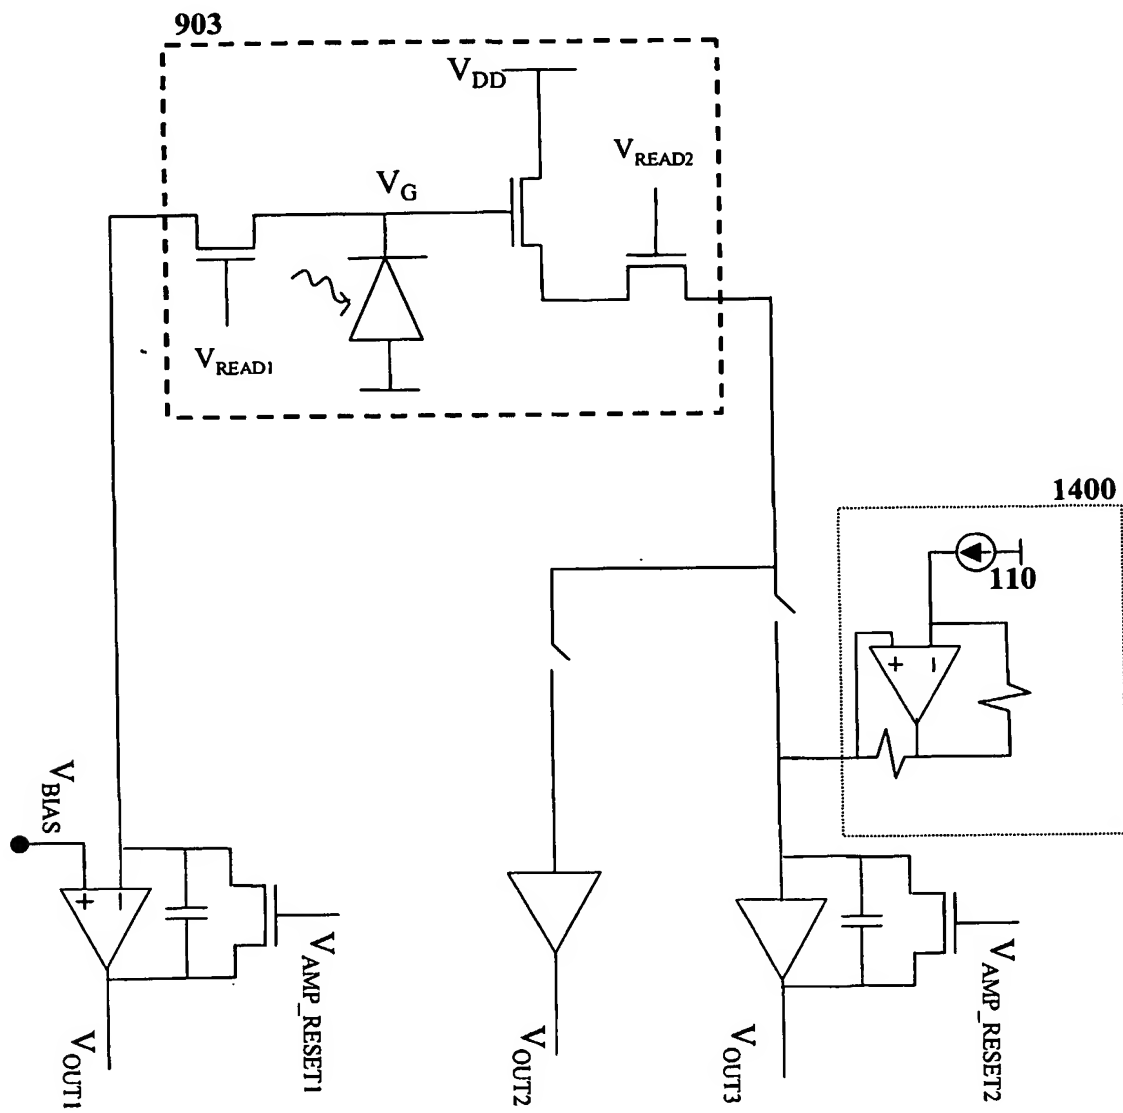 903
V_DD
V_READ2
V_G
V_READ1
1400
110
+ −
V_BIAS
+ −
V_AMP_RESET1
V_AMP_RESET2
V_OUT1
V_OUT2
V_OUT3